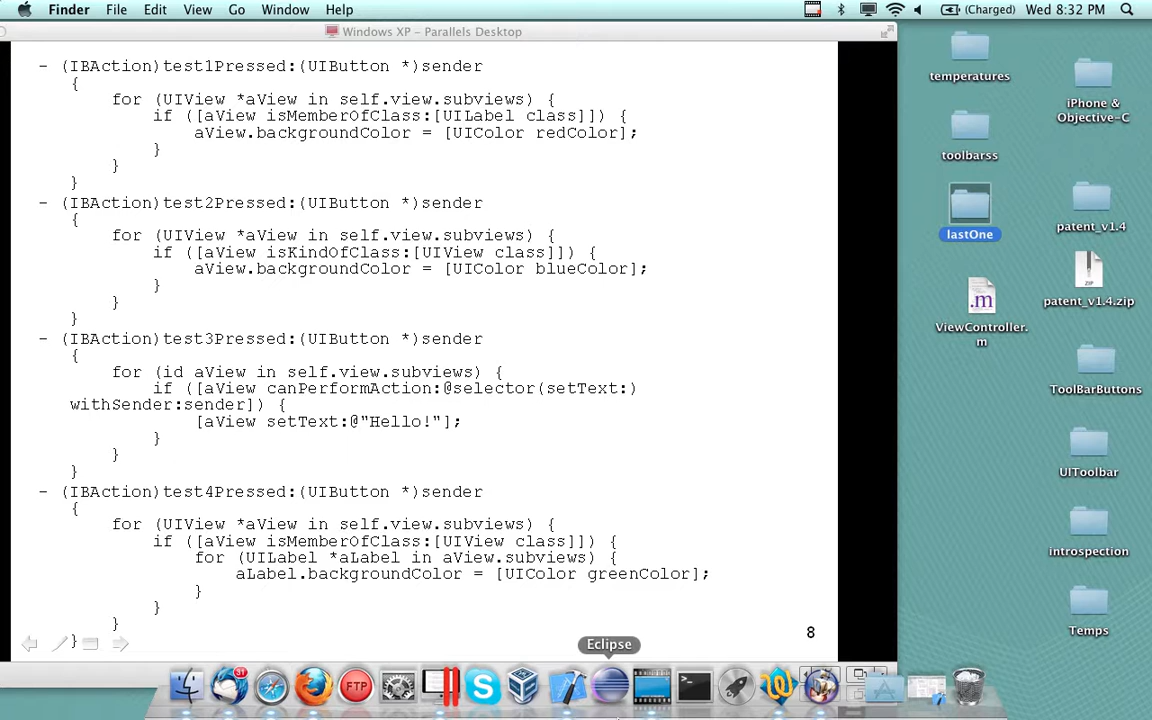 Finder File Edit View Go Window Help (Charged) Wed 8:32 PM
Windows XP - Parallels Desktop
- (IBAction)test1Pressed:(UIButton *)sender
{
for (UIView *aView in self.view.subviews) {
if ([aView isMemberOfClass:[UILabel class]]) {
aView.backgroundColor = [UIColor redColor];
}
}
}
- (IBAction)test2Pressed:(UIButton *)sender
{
for (UIView *aView in self.view.subviews) {
if ([aView isKindOfClass:[UIView class]]) {
aView.backgroundColor = [UIColor blueColor];
}
}
}
- (IBAction)test3Pressed:(UIButton *)sender
{
for (id aView in self.view.subviews) {
if ([aView canPerformAction:@selector(setText:)
withSender:sender]) {
[aView setText:@"Hello!"];
}
}
}
- (IBAction)test4Pressed:(UIButton *)sender
{
for (UIView *aView in self.view.subviews) {
if ([aView isMemberOfClass:[UIView class]]) {
for (UILabel *aLabel in aView.subviews) {
aLabel.backgroundColor = [UIColor greenColor];
}
}
}
}
8
temperatures
iPhone &
Objective-C
toolbarss
lastOne
patent_v1.4
.m
ViewController.
m
ZIP
patent_v1.4.zip
ToolBarButtons
UIToolbar
introspection
Temps
Eclipse
31
FTP